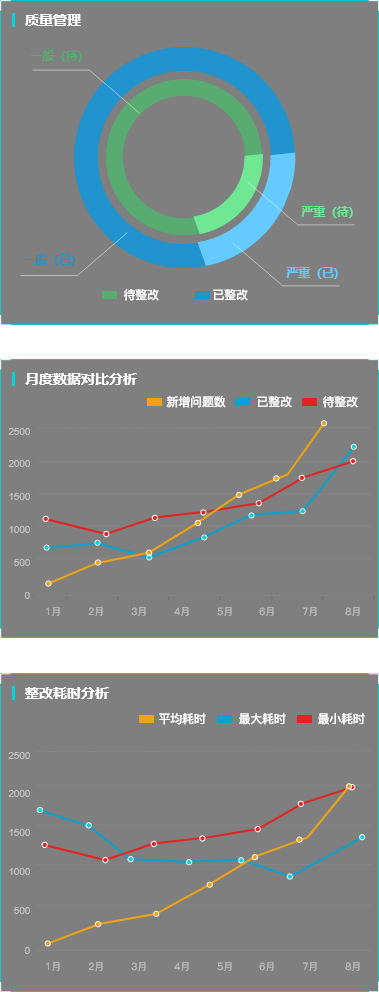 质量管理
一般（待）
严重（待）
一般（已）
严重（已）
待整改 已整改
月度数据对比分析
新增问题数 已整改 待整改
2500
2000
1500
1000
500
0
1月 2月 3月 4月 5月 6月 7月 8月
整改耗时分析
平均耗时 最大耗时 最小耗时
2500
2000
1500
1000
500
0
1月 2月 3月 4月 5月 6月 7月 8月